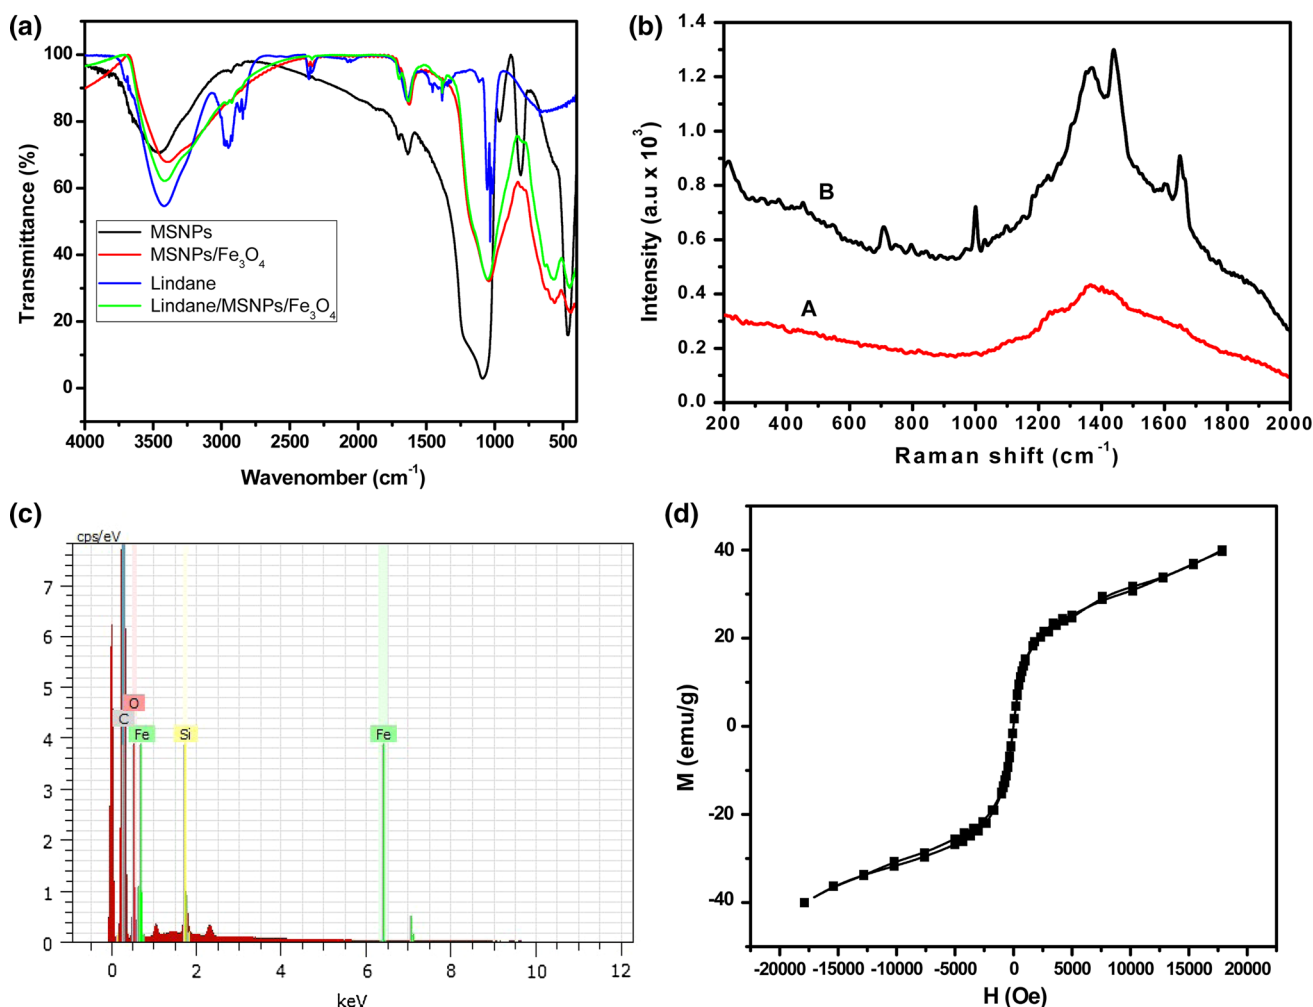 (a)
Transmittance (%)
100
80
60
40
20
0
MSNPs
MSNPs/Fe₃O₄
Lindane
Lindane/MSNPs/Fe₃O₄
4000 3500 3000 2500 2000 1500 1000 500
Wavenomber (cm⁻¹)
(b)
Intensity (a.u x 10³)
1.4
1.2
1.0
0.8
0.6
0.4
0.2
0.0
B
A
200 400 600 800 1000 1200 1400 1600 1800 2000
Raman shift (cm⁻¹)
(c)
cps/eV
7
6
5
4
3
2
1
0
O
C
Fe
Si
Fe
0 2 4 6 8 10 12
keV
(d)
M (emu/g)
40
20
0
-20
-40
-20000 -15000 -10000 -5000 0 5000 10000 15000 20000
H (Oe)